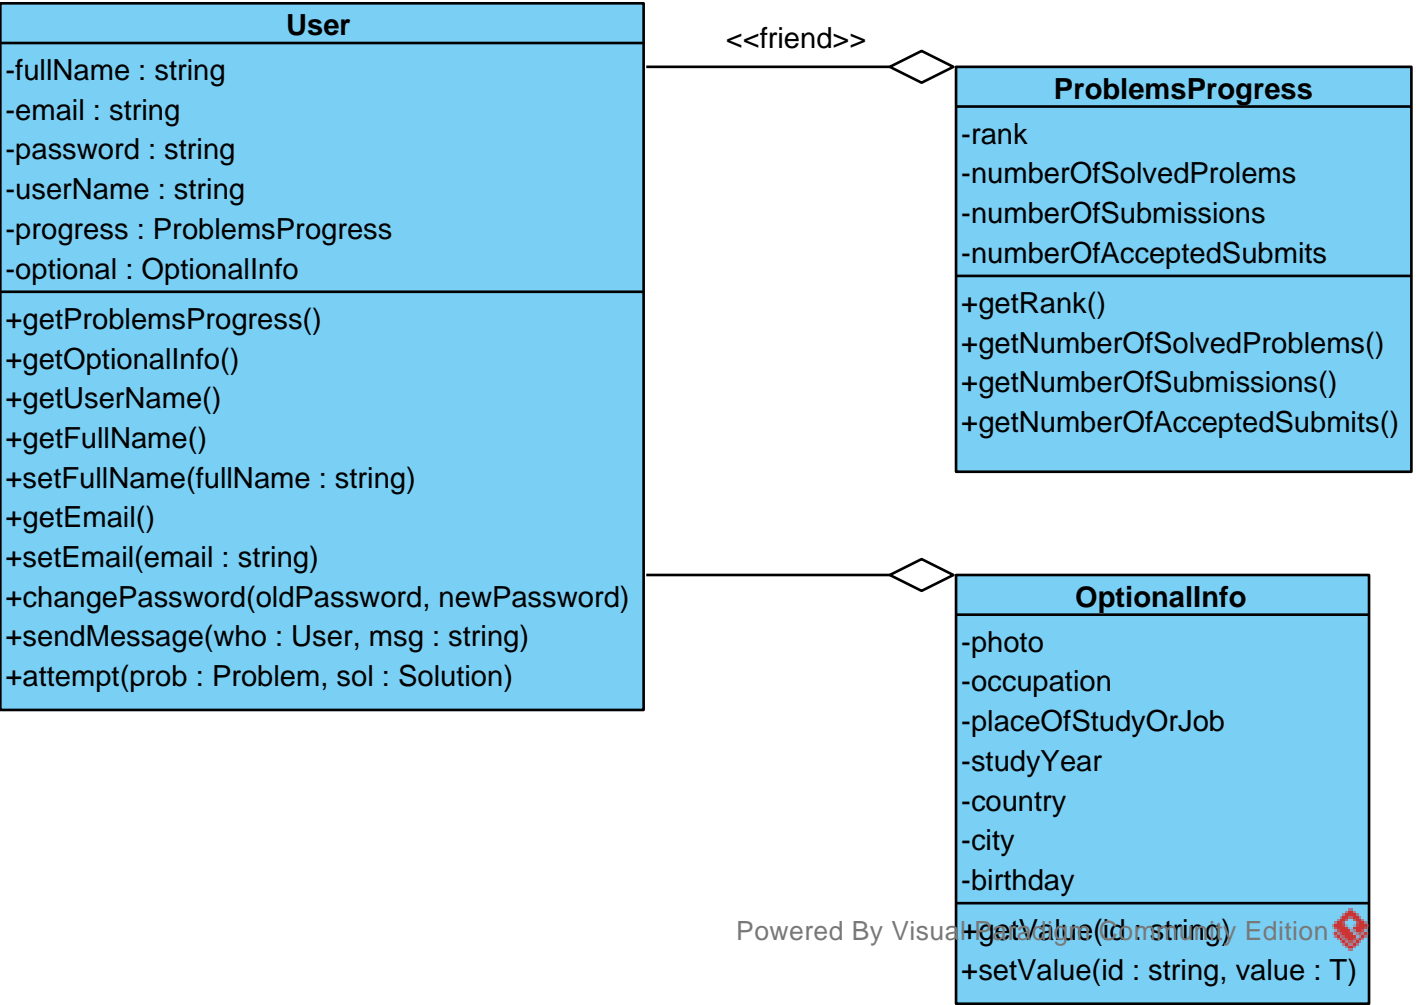 User
-fullName : string
-email : string
-password : string
-userName : string
-progress : ProblemsProgress
-optional : OptionalInfo
+getProblemsProgress()
+getOptionalInfo()
+getUserName()
+getFullName()
+setFullName(fullName : string)
+getEmail()
+setEmail(email : string)
+changePassword(oldPassword, newPassword)
+sendMessage(who : User, msg : string)
+attempt(prob : Problem, sol : Solution)
<<friend>>
ProblemsProgress
-rank
-numberOfSolvedProlems
-numberOfSubmissions
-numberOfAcceptedSubmits
+getRank()
+getNumberOfSolvedProblems()
+getNumberOfSubmissions()
+getNumberOfAcceptedSubmits()
OptionalInfo
-photo
-occupation
-placeOfStudyOrJob
-studyYear
-country
-city
-birthday
+getValue(id : string)
+setValue(id : string, value : T)
Powered By Visual Paradigm Community Edition